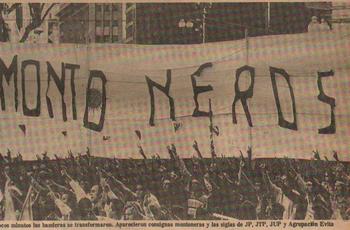 MONTONEROS
ocos minutos las banderas se transformaron. Aparecieron consignas montoneras y las siglas de JP, JTP, JUP y Agrupación Evita